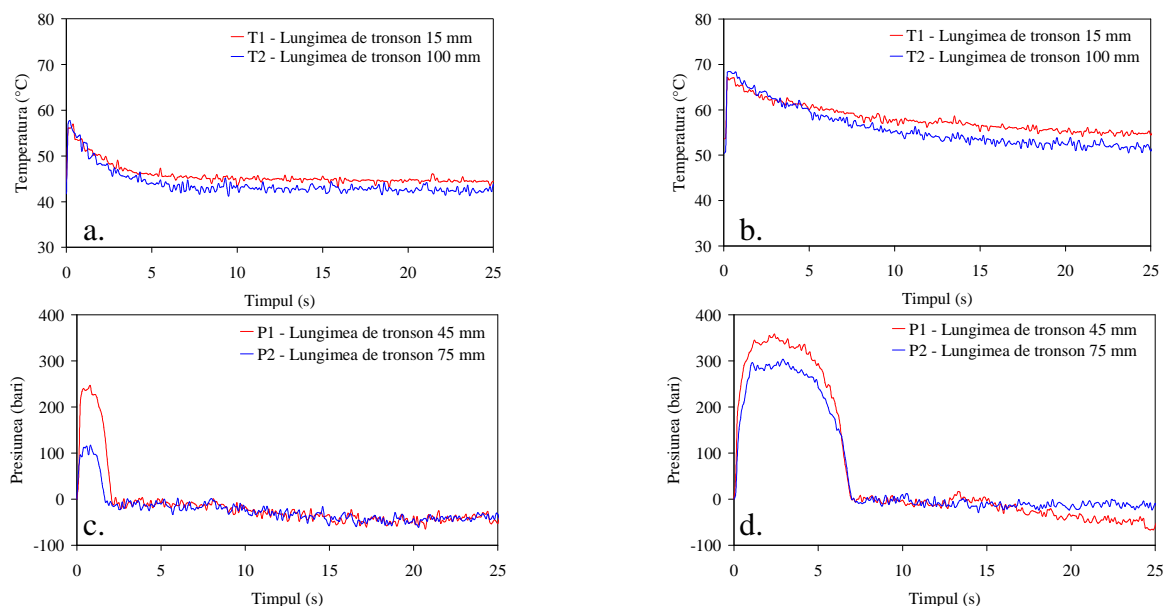 80
70
60
50
40
30
Temperatura (°C)
T1 - Lungimea de tronson 15 mm
T2 - Lungimea de tronson 100 mm
a.
0 5 10 15 20 25
Timpul (s)
80
70
60
50
40
30
Temperatura (°C)
T1 - Lungimea de tronson 15 mm
T2 - Lungimea de tronson 100 mm
b.
0 5 10 15 20 25
Timpul (s)
400
300
200
100
0
-100
Presiunea (bari)
P1 - Lungimea de tronson 45 mm
P2 - Lungimea de tronson 75 mm
c.
0 5 10 15 20 25
Timpul (s)
400
300
200
100
0
-100
Presiunea (bari)
P1 - Lungimea de tronson 45 mm
P2 - Lungimea de tronson 75 mm
d.
0 5 10 15 20 25
Timpul (s)